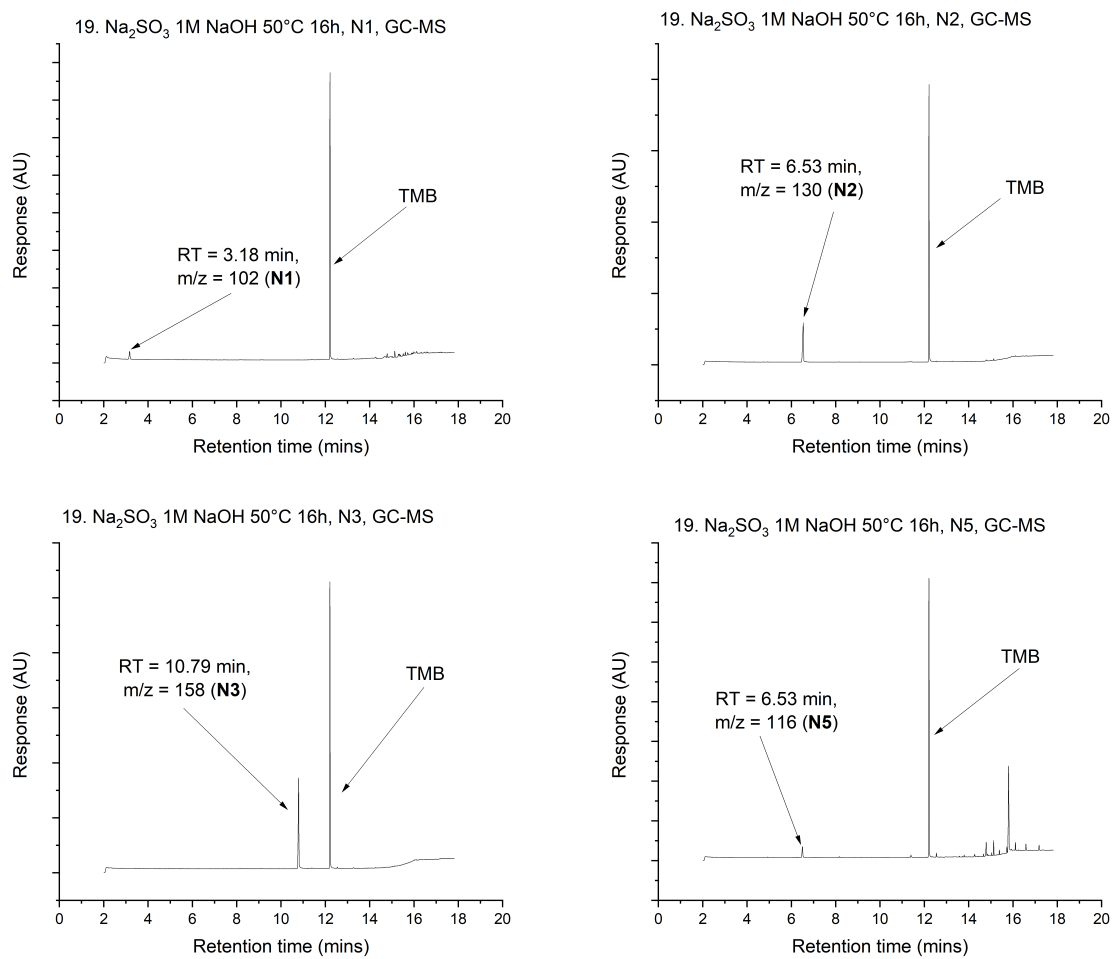 19. Na₂SO₃ 1M NaOH 50°C 16h, N1, GC-MS
Response (AU)
RT = 3.18 min,
m/z = 102 (N1)
TMB
0 2 4 6 8 10 12 14 16 18 20
Retention time (mins)
19. Na₂SO₃ 1M NaOH 50°C 16h, N2, GC-MS
Response (AU)
RT = 6.53 min,
m/z = 130 (N2)
TMB
0 2 4 6 8 10 12 14 16 18 20
Retention time (mins)
19. Na₂SO₃ 1M NaOH 50°C 16h, N3, GC-MS
Response (AU)
RT = 10.79 min,
m/z = 158 (N3)
TMB
0 2 4 6 8 10 12 14 16 18 20
Retention time (mins)
19. Na₂SO₃ 1M NaOH 50°C 16h, N5, GC-MS
Response (AU)
RT = 6.53 min,
m/z = 116 (N5)
TMB
0 2 4 6 8 10 12 14 16 18 20
Retention time (mins)